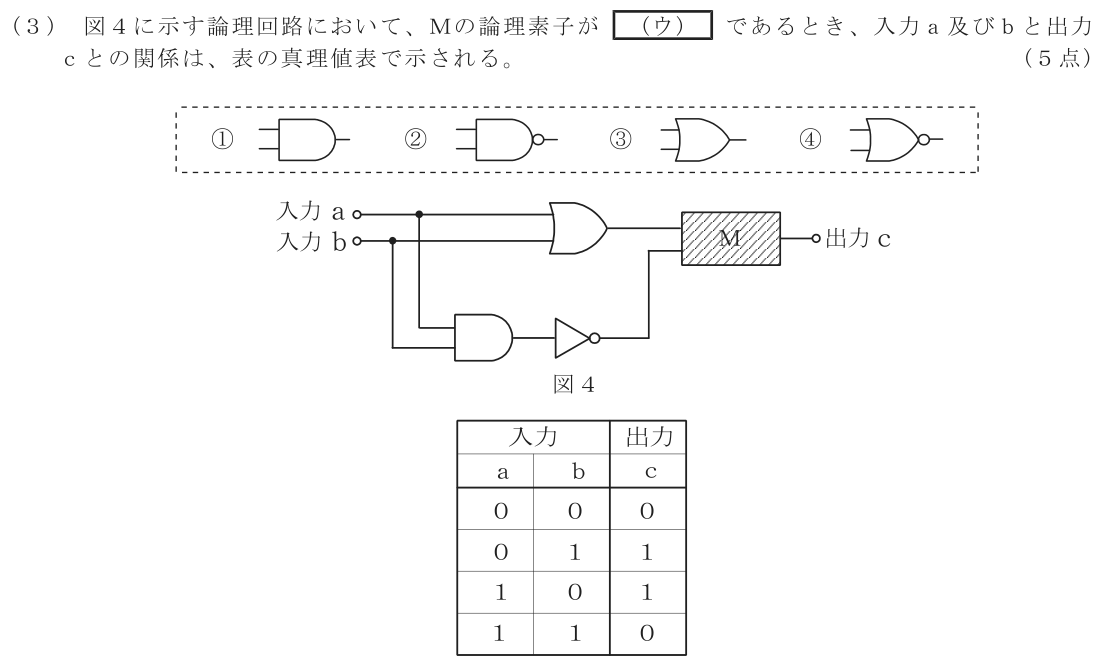 （３） 図４に示す論理回路において、Ｍの論理素子が （ウ） であるとき、入力ａ及びｂと出力
ｃとの関係は、表の真理値表で示される。 （５点）
① ② ③ ④
入力 a
入力 b
M
出力 c
図４
入力 出力
a b c
0 0 0
0 1 1
1 0 1
1 1 0